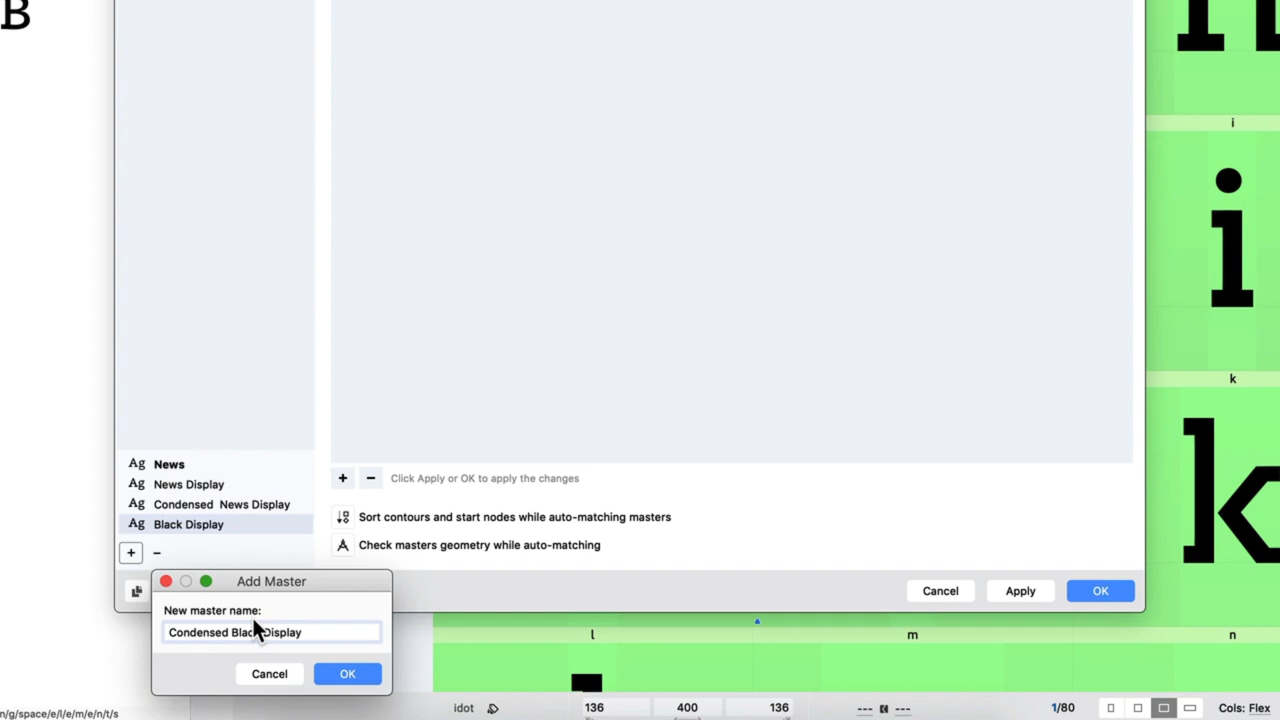 B
i
k
i
k
News
News Display
Condensed News Display
Black Display
Click Apply or OK to apply the changes
Sort contours and start nodes while auto-matching masters
Check masters geometry while auto-matching
Cancel
Apply
OK
Add Master
New master name:
Condensed Black Display
Cancel
OK
l
m
n
n/g/space/e/l/e/m/e/n/t/s
idot
136
400
136
1/80
Cols: Flex